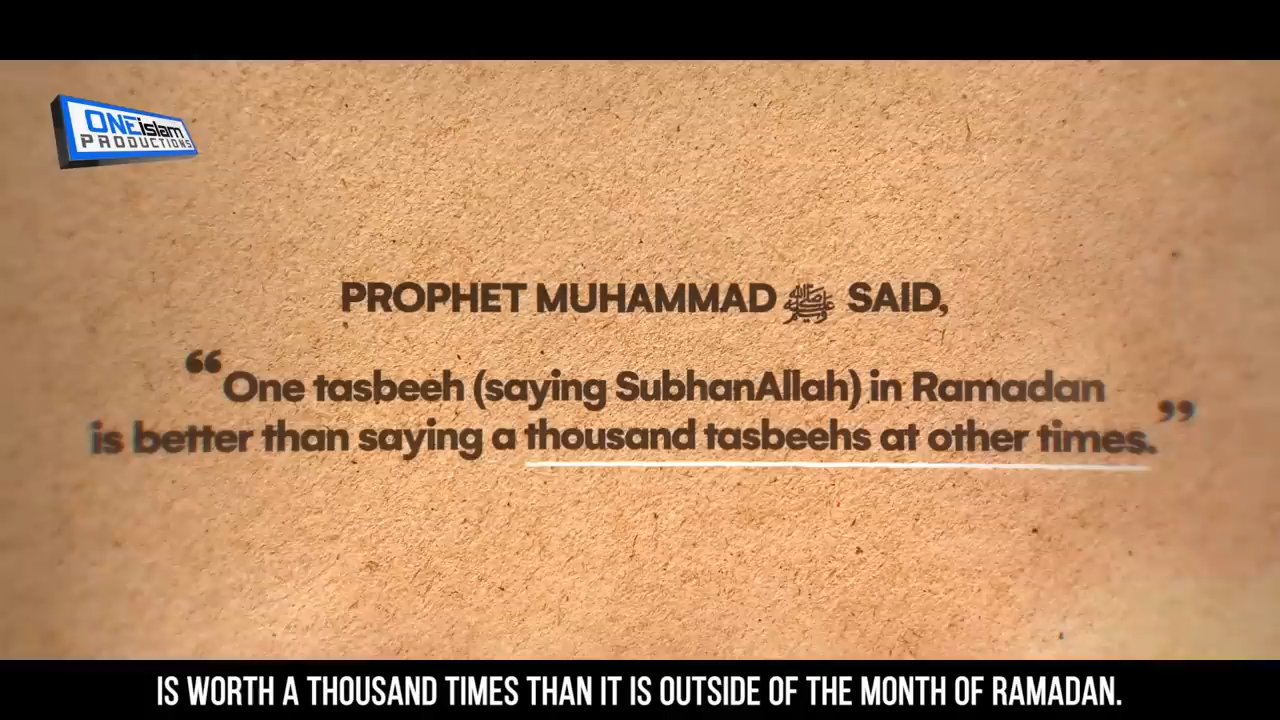 ONEislam
PRODUCTIONS
PROPHET MUHAMMAD ﷺ SAID,
“One tasbeeh (saying SubhanAllah) in Ramadan
is better than saying a thousand tasbeehs at other times.”
IS WORTH A THOUSAND TIMES THAN IT IS OUTSIDE OF THE MONTH OF RAMADAN.